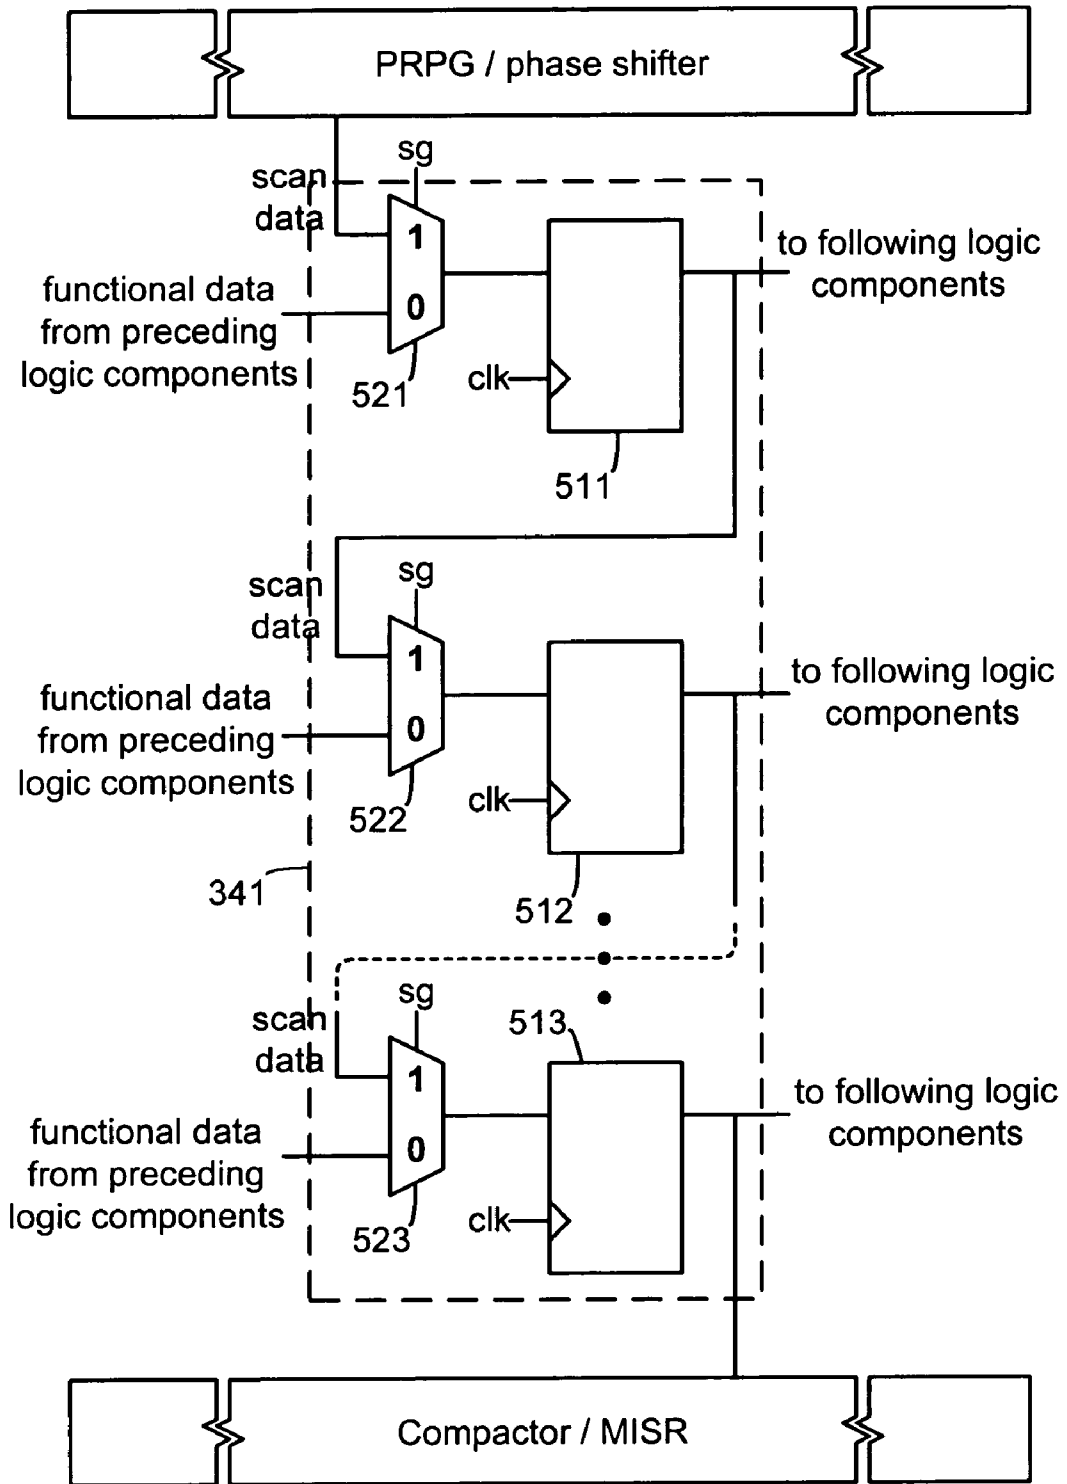 PRPG / phase shifter
sg
scan
data
1
to following logic
components
functional data
from preceding
logic components
0
clk
521
511
sg
scan
data
1
to following logic
components
functional data
from preceding
logic components
0
clk
522
341
512
sg
513
scan
data
1
to following logic
components
functional data
from preceding
logic components
0
clk
523
Compactor / MISR